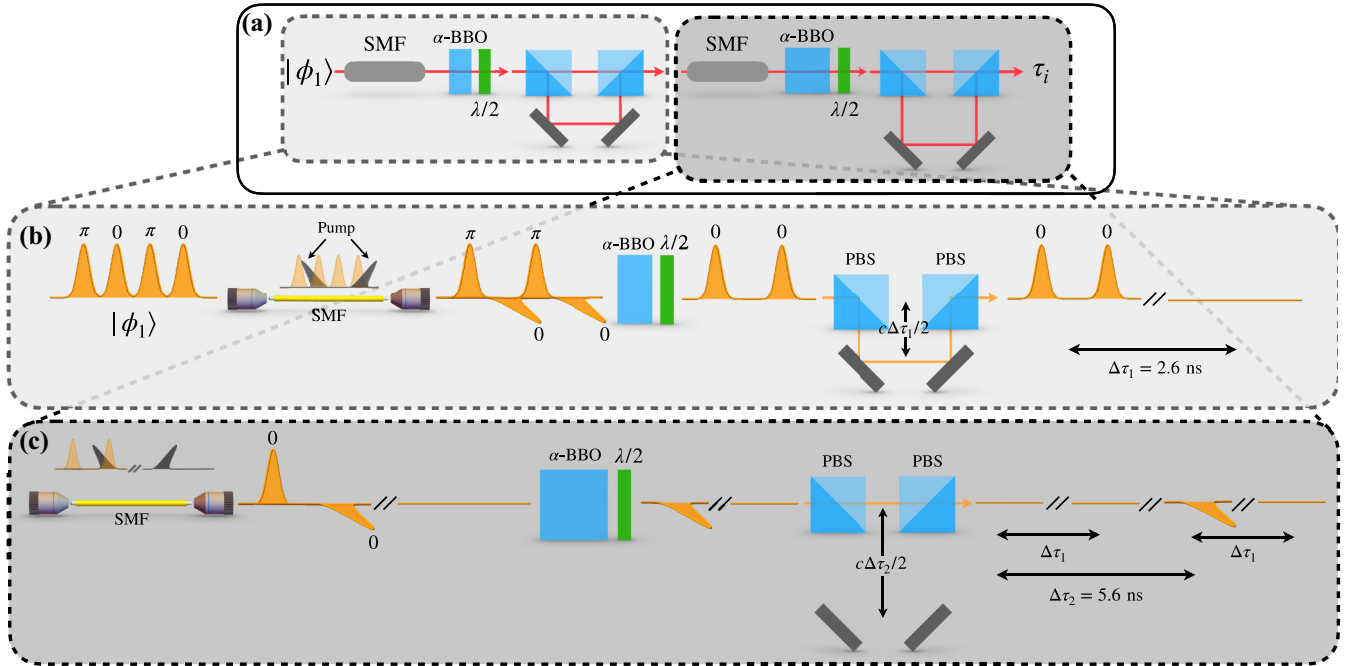 (a)
SMF
α-BBO
SMF
α-BBO
|ϕ₁⟩
τᵢ
λ/2
λ/2
(b)
π 0 π 0
Pump
π π
α-BBO λ/2
0 0
PBS PBS
0 0
|ϕ₁⟩
SMF
0 0
cΔτ₁/2
Δτ₁ = 2.6 ns
(c)
0
α-BBO λ/2
PBS PBS
SMF
0
cΔτ₂/2
Δτ₁
Δτ₁
Δτ₂ = 5.6 ns